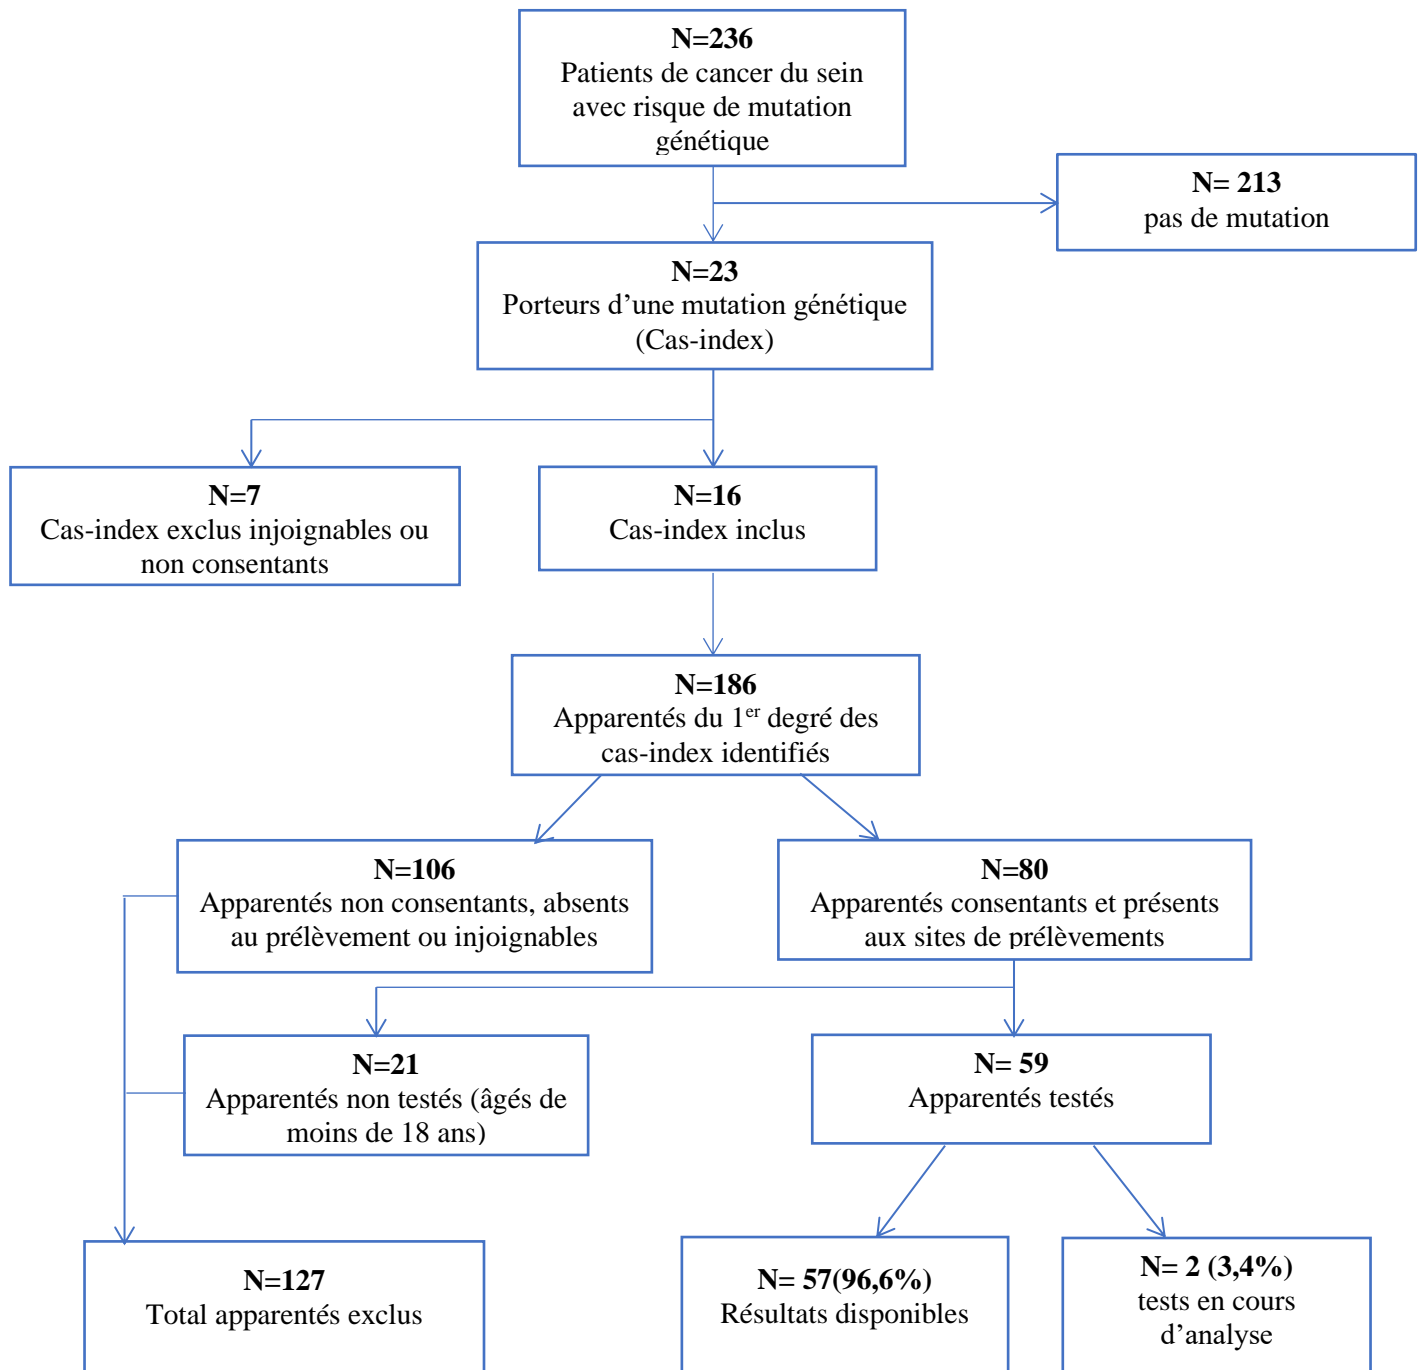 N=236
Patients de cancer du sein
avec risque de mutation
génétique
N= 213
pas de mutation
N=23
Porteurs d’une mutation génétique
(Cas-index)
N=7
Cas-index exclus injoignables ou
non consentants
N=16
Cas-index inclus
N=186
Apparentés du 1er degré des
cas-index identifiés
N=106
Apparentés non consentants, absents
au prélèvement ou injoignables
N=80
Apparentés consentants et présents
aux sites de prélèvements
N=21
Apparentés non testés (âgés de
moins de 18 ans)
N= 59
Apparentés testés
N=127
Total apparentés exclus
N= 57(96,6%)
Résultats disponibles
N= 2 (3,4%)
tests en cours
d’analyse